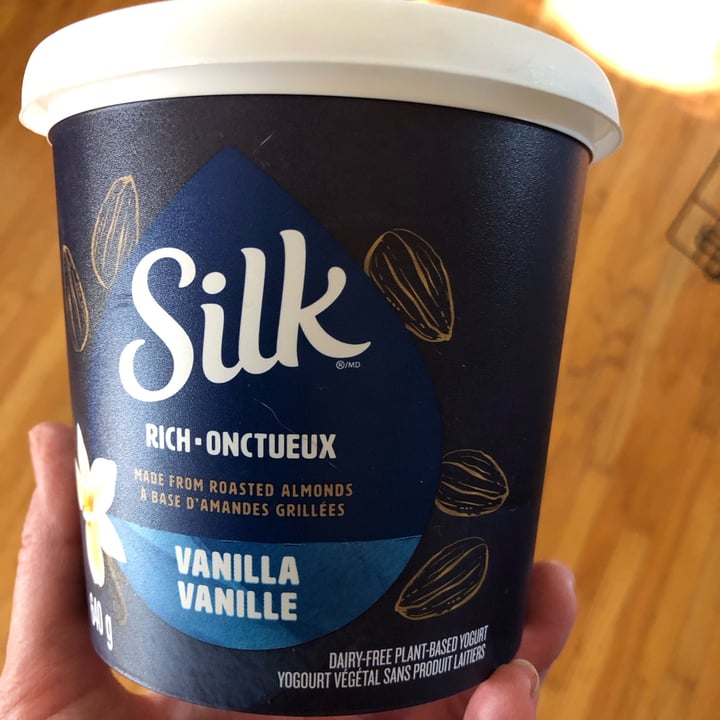 Silk
®/MD
RICH • ONCTUEUX
MADE FROM ROASTED ALMONDS
À BASE D'AMANDES GRILLÉES
VANILLA
VANILLE
640 g
DAIRY-FREE PLANT-BASED YOGURT
YOGOURT VÉGÉTAL SANS PRODUIT LAITIERS